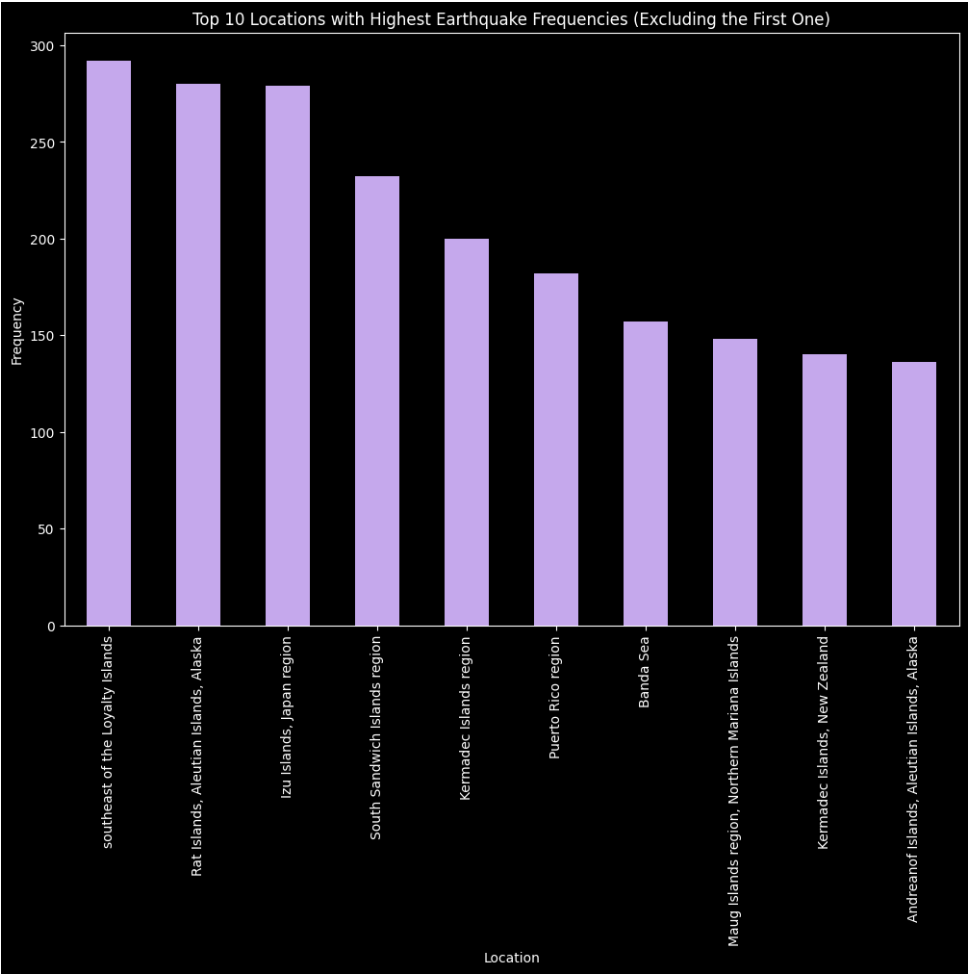 Top 10 Locations with Highest Earthquake Frequencies (Excluding the First One)
300
250
200
150
100
50
0
Frequency
southeast of the Loyalty Islands
Rat Islands, Aleutian Islands, Alaska
Izu Islands, Japan region
South Sandwich Islands region
Kermadec Islands region
Puerto Rico region
Banda Sea
Maug Islands region, Northern Mariana Islands
Kermadec Islands, New Zealand
Andreanof Islands, Aleutian Islands, Alaska
Location